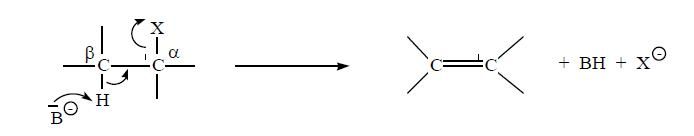 X
β C C α
H
B⊖
C C + BH + X⊖